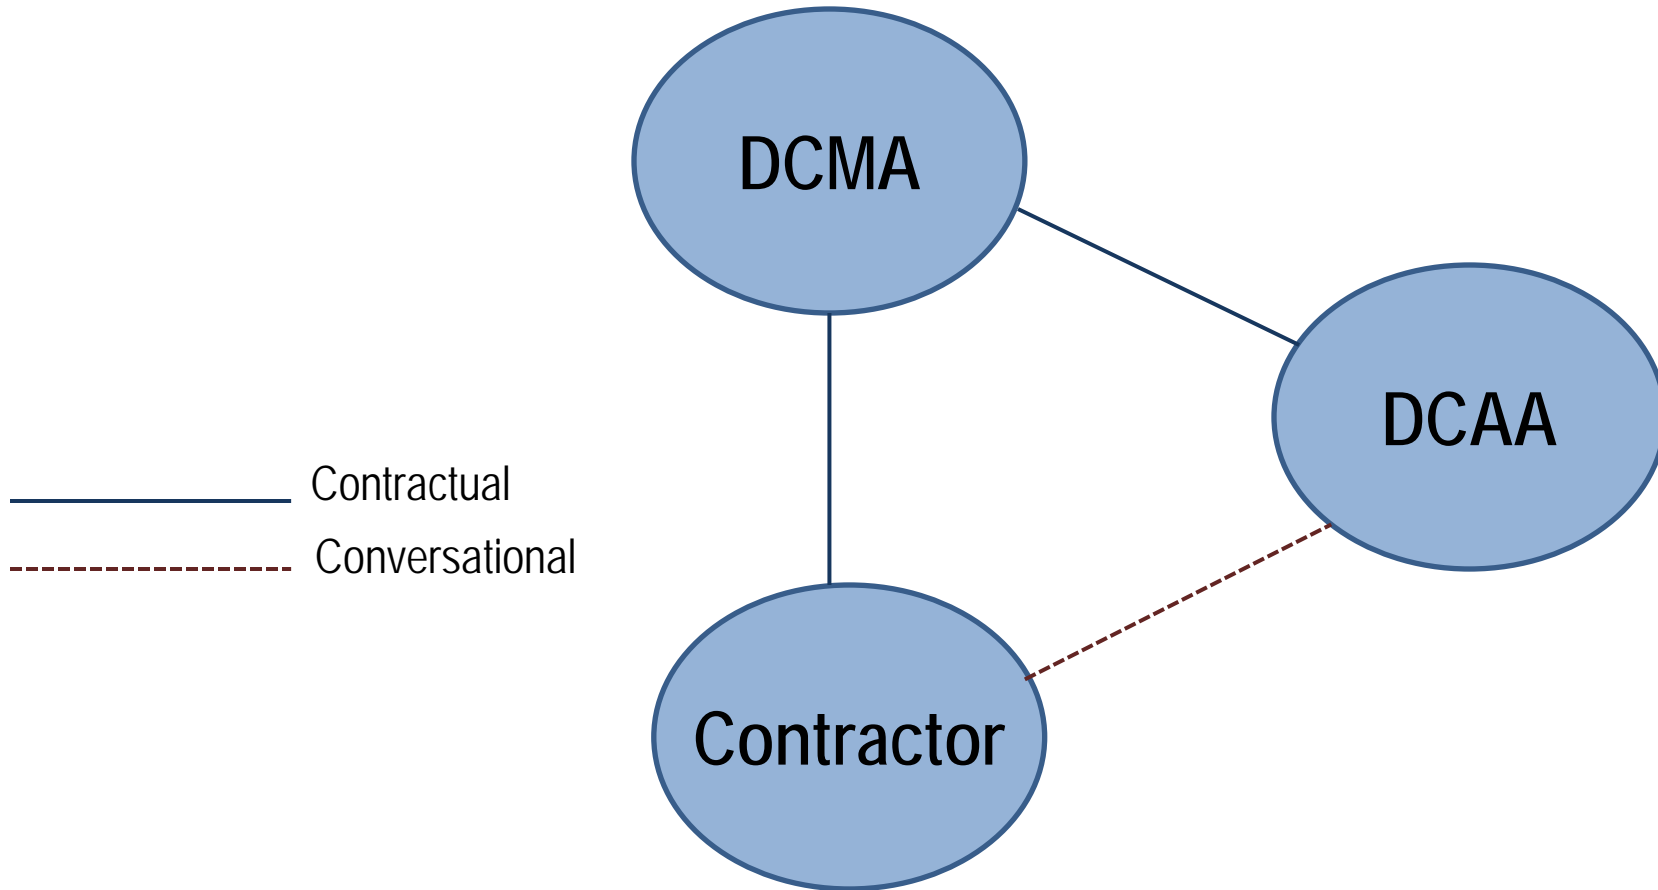 DCMA
DCAA
Contractual
Conversational
Contractor